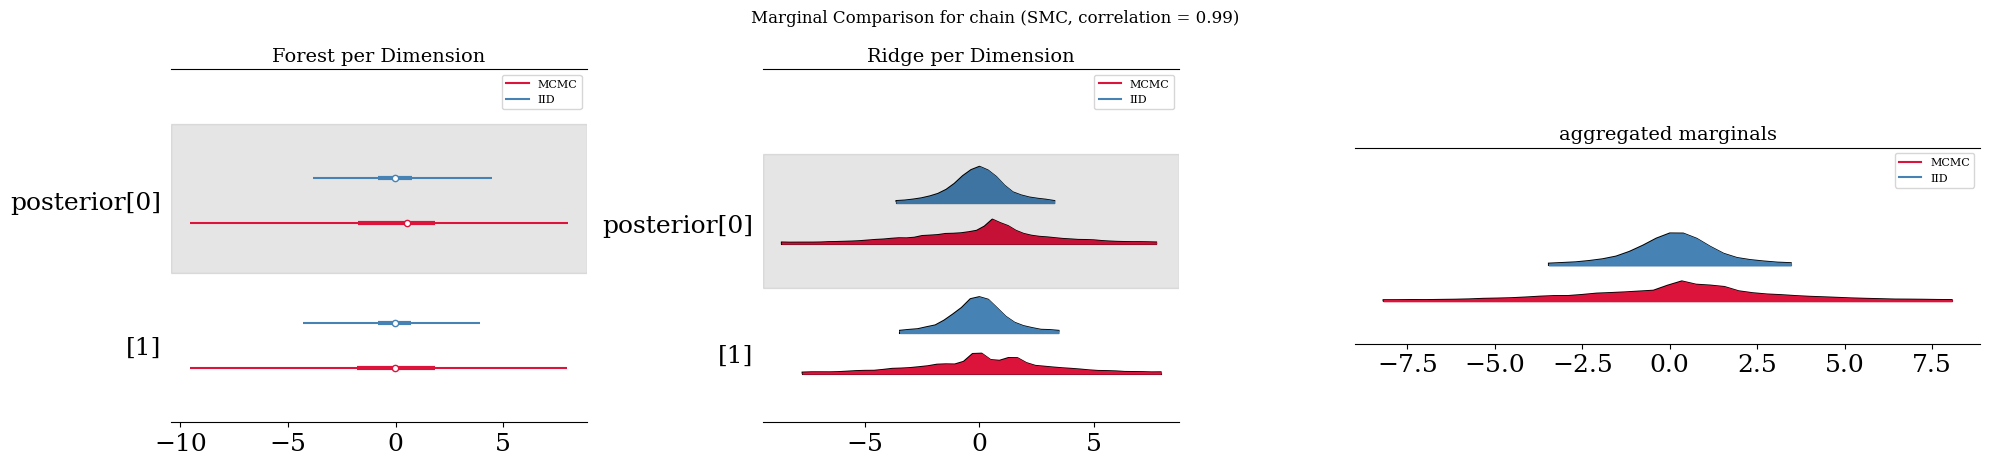 Marginal Comparison for chain (SMC, correlation = 0.99)
Forest per Dimension
MCMC
IID
posterior[0]
[1]
−10 −5 0 5
Ridge per Dimension
MCMC
IID
posterior[0]
[1]
−5 0 5
aggregated marginals
MCMC
IID
−7.5 −5.0 −2.5 0.0 2.5 5.0 7.5